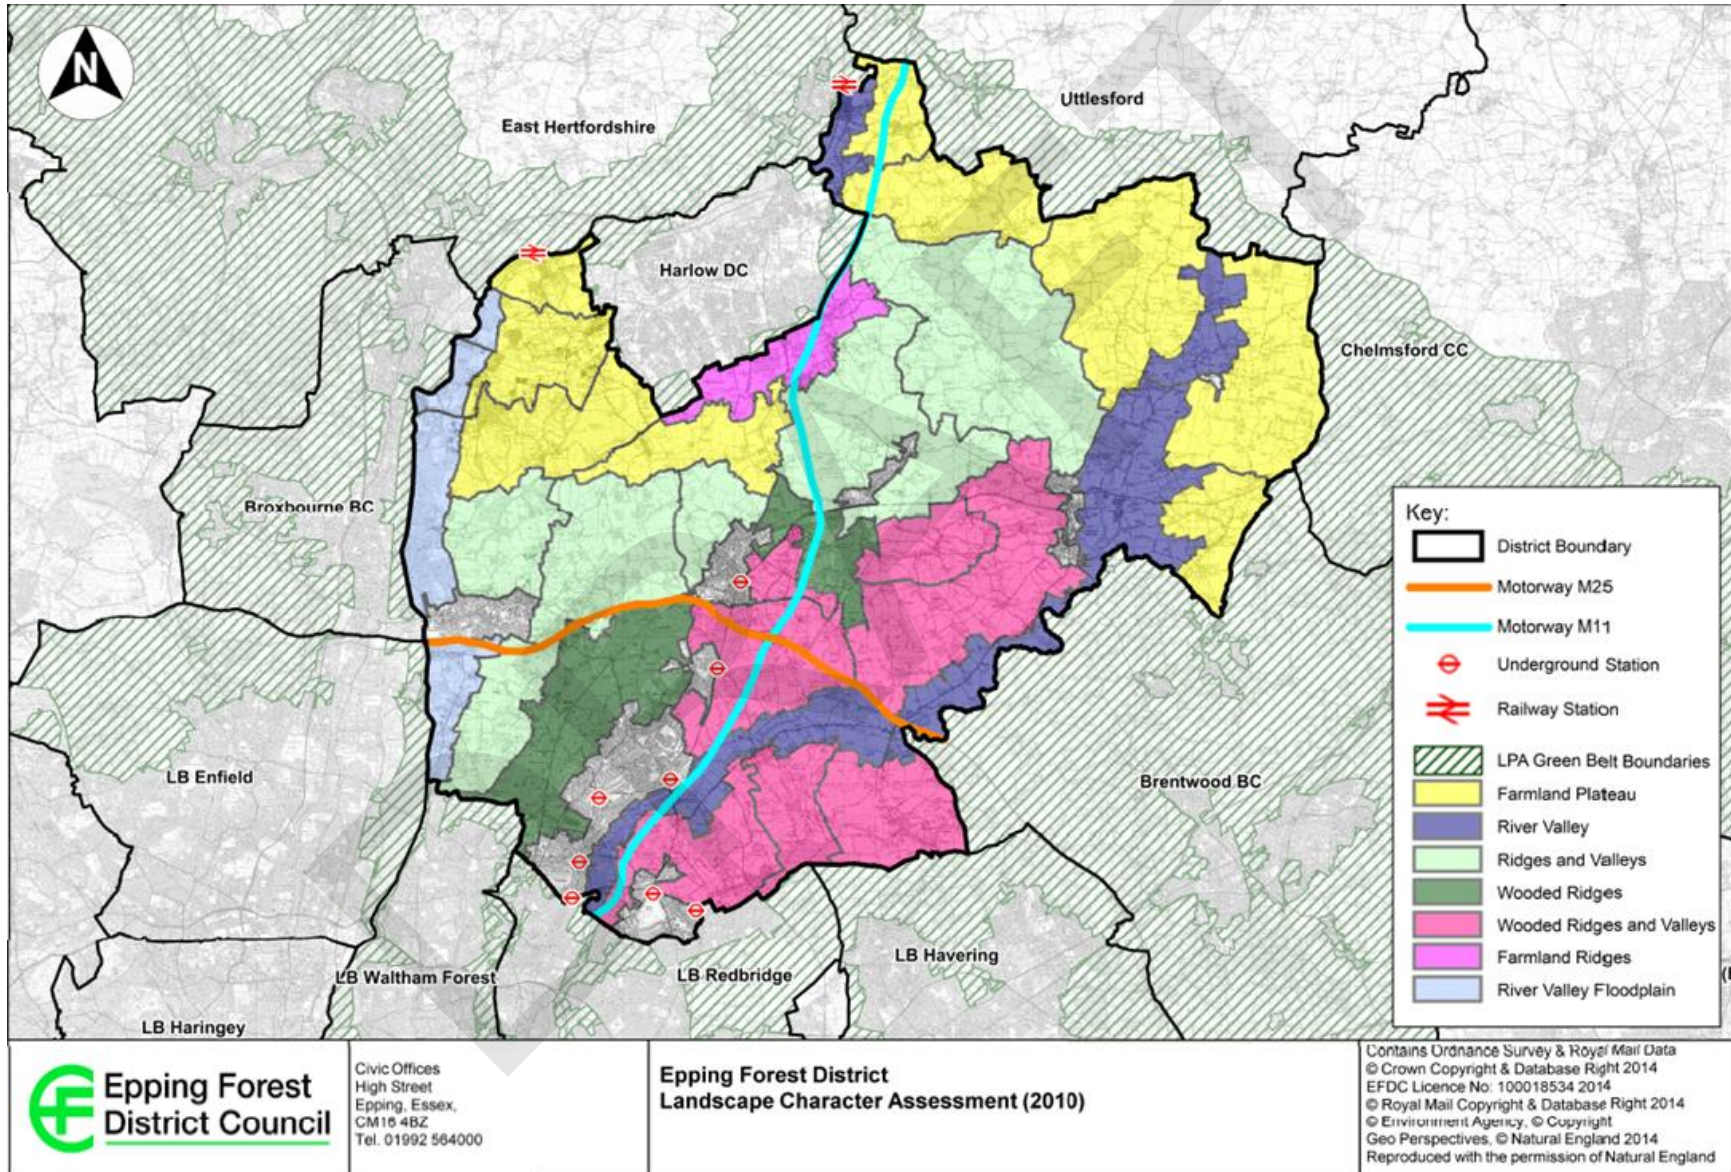 N
Uttlesford
East Hertfordshire
Harlow DC
Chelmsford CC
Broxbourne BC
LB Enfield
Brentwood BC
LB Havering
LB Redbridge
LB Waltham Forest
LB Haringey
Key:
District Boundary
Motorway M25
Motorway M11
Underground Station
Railway Station
LPA Green Belt Boundaries
Farmland Plateau
River Valley
Ridges and Valleys
Wooded Ridges
Wooded Ridges and Valleys
Farmland Ridges
River Valley Floodplain
DRAFT
Epping Forest
District Council
Civic Offices
High Street
Epping, Essex,
CM16 4BZ
Tel. 01992 564000
Epping Forest District
Landscape Character Assessment (2010)
Contains Ordnance Survey & Royal Mail Data
© Crown Copyright & Database Right 2014
EFDC Licence No: 100018534 2014
© Royal Mail Copyright & Database Right 2014
© Environment Agency, © Copyright
Geo Perspectives, © Natural England 2014
Reproduced with the permission of Natural England